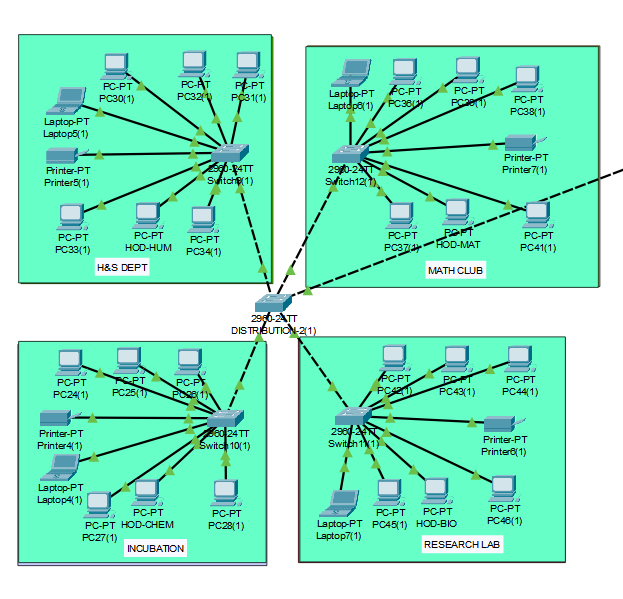 PC-PT
PC30(1)
PC-PT
PC32(1)
PC-PT
PC31(1)
Laptop-PT
Laptop5(1)
Printer-PT
Printer5(1)
2960-24TT
Switch9(1)
PC-PT
PC33(1)
PC-PT
HOD-HUM
PC-PT
PC34(1)
H&S DEPT
Laptop-PT
Laptop6(1)
PC-PT
PC36(1)
PC-PT
PC-PT
PC38(1)
Printer-PT
Printer7(1)
2960-24TT
Switch12(1)
PC-PT
PC37(1)
PC-PT
HOD-MAT
PC-PT
PC41(1)
MATH CLUB
2960-24TT
DISTRIBUTION-2(1)
PC-PT
PC24(1)
PC-PT
PC25(1)
PC-PT
PC26(1)
Printer-PT
Printer4(1)
2960-24TT
Switch10(1)
Laptop-PT
Laptop4(1)
PC-PT
PC27(1)
PC-PT
HOD-CHEM
PC-PT
PC28(1)
INCUBATION
PC-PT
PC42(1)
PC-PT
PC43(1)
PC-PT
PC44(1)
2960-24TT
Switch11(1)
Printer-PT
Printer6(1)
Laptop-PT
Laptop7(1)
PC-PT
PC45(1)
PC-PT
HOD-BIO
PC-PT
PC46(1)
RESEARCH LAB